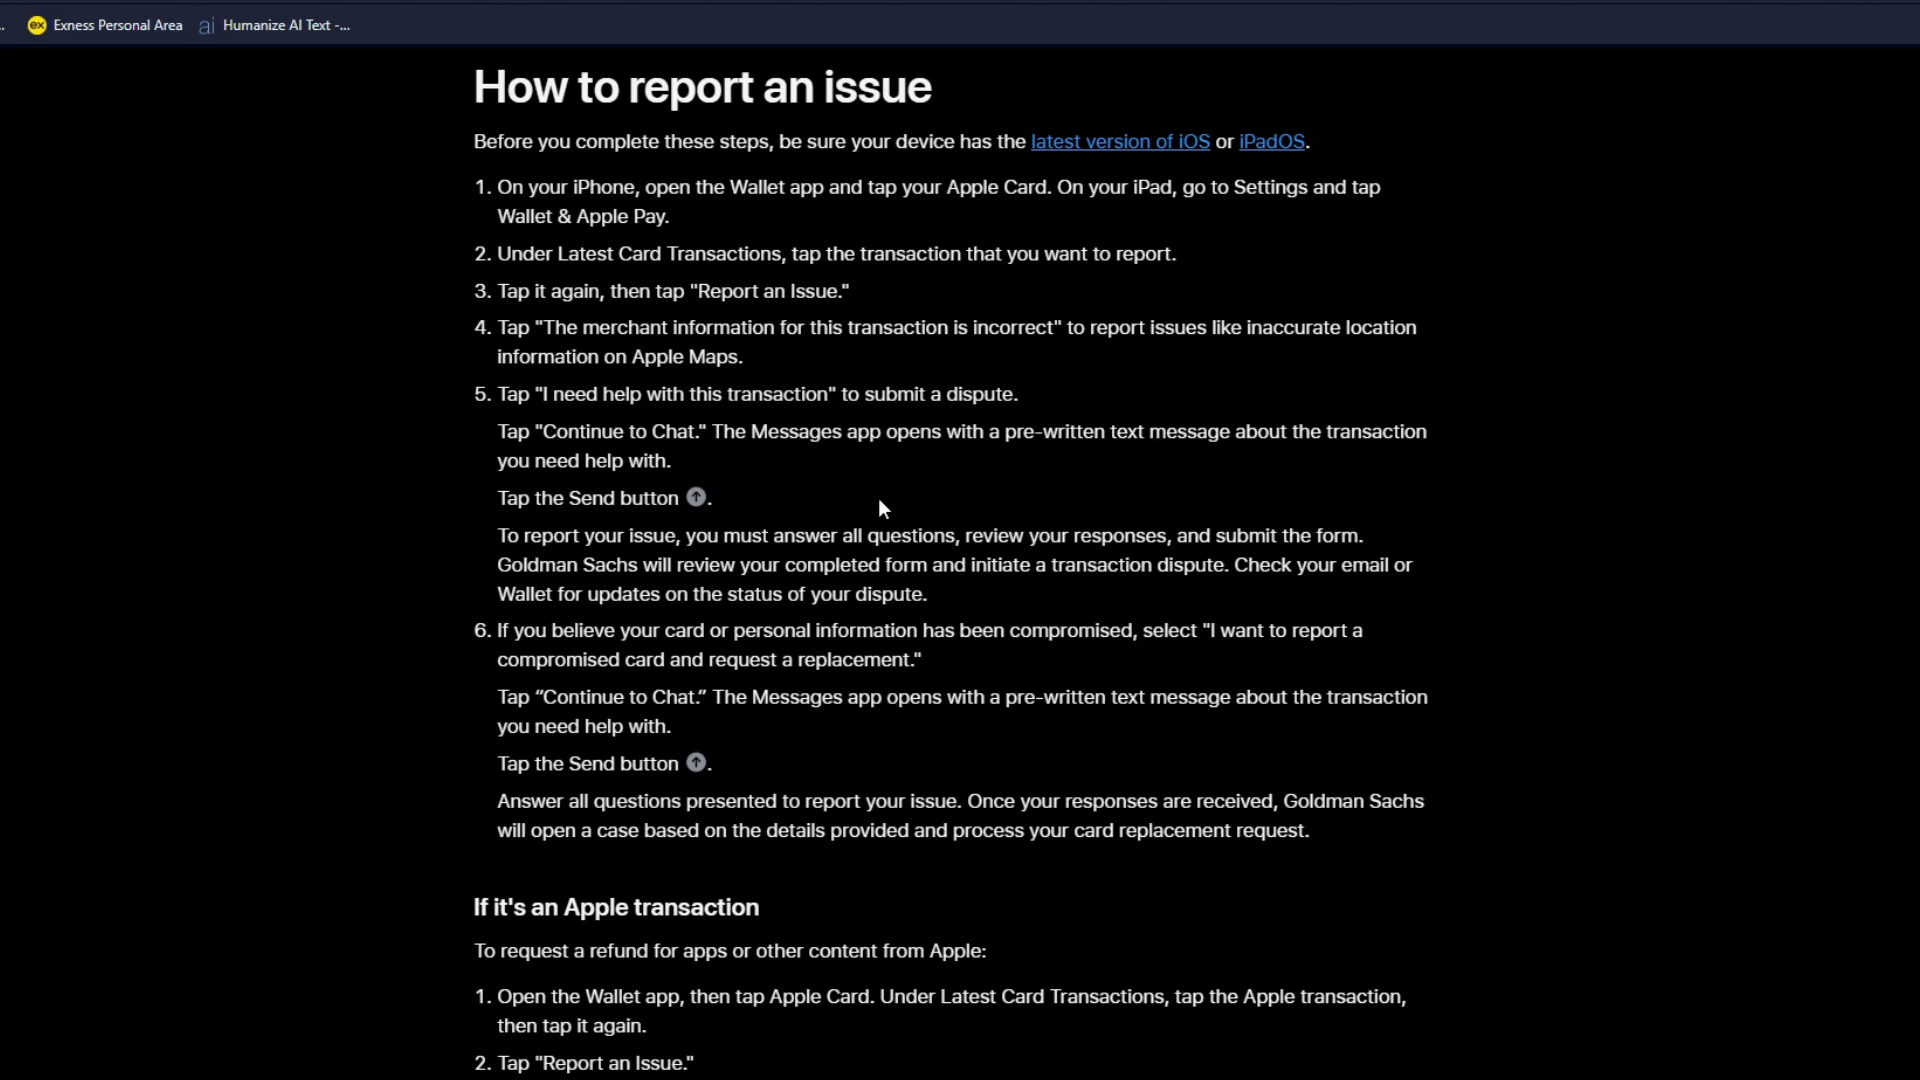 Exness Personal Area
ai Humanize AI Text -...
How to report an issue
Before you complete these steps, be sure your device has the latest version of iOS or iPadOS.
1. On your iPhone, open the Wallet app and tap your Apple Card. On your iPad, go to Settings and tap
Wallet & Apple Pay.
2. Under Latest Card Transactions, tap the transaction that you want to report.
3. Tap it again, then tap "Report an Issue."
4. Tap "The merchant information for this transaction is incorrect" to report issues like inaccurate location
information on Apple Maps.
5. Tap "I need help with this transaction" to submit a dispute.
Tap "Continue to Chat." The Messages app opens with a pre-written text message about the transaction
you need help with.
Tap the Send button .
To report your issue, you must answer all questions, review your responses, and submit the form.
Goldman Sachs will review your completed form and initiate a transaction dispute. Check your email or
Wallet for updates on the status of your dispute.
6. If you believe your card or personal information has been compromised, select "I want to report a
compromised card and request a replacement."
Tap “Continue to Chat.” The Messages app opens with a pre-written text message about the transaction
you need help with.
Tap the Send button .
Answer all questions presented to report your issue. Once your responses are received, Goldman Sachs
will open a case based on the details provided and process your card replacement request.
If it's an Apple transaction
To request a refund for apps or other content from Apple:
1. Open the Wallet app, then tap Apple Card. Under Latest Card Transactions, tap the Apple transaction,
then tap it again.
2. Tap "Report an Issue."